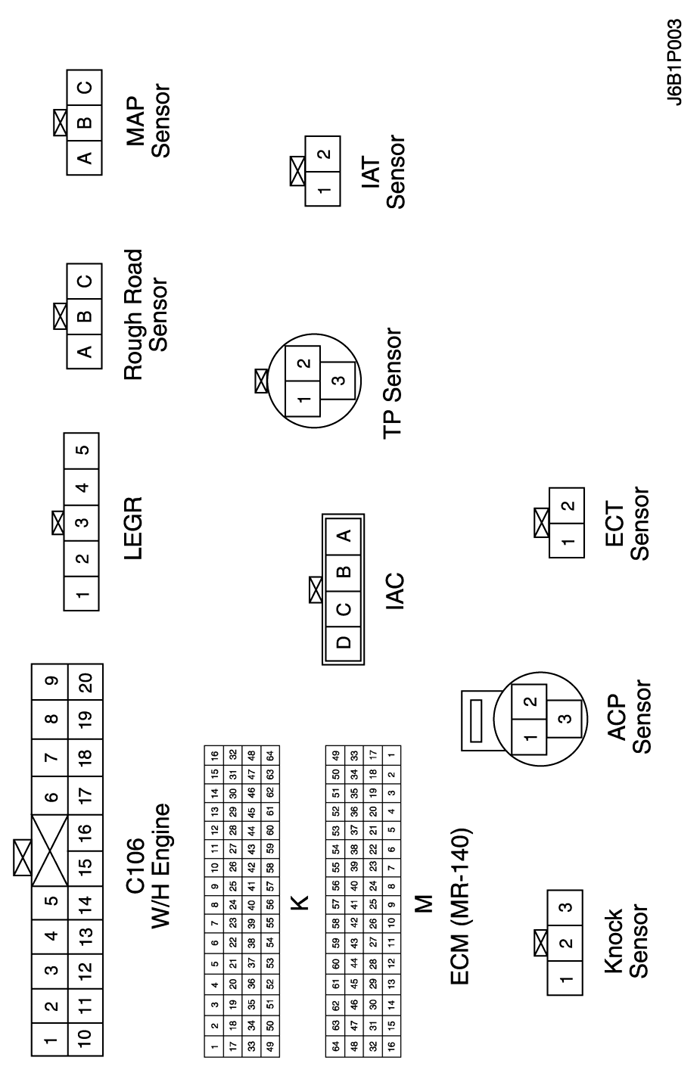 1 2 3 4 5 6 7 8 9
10 11 12 13 14 15 16 17 18 19 20
C106
W/H Engine
1 2 3 4 5
LEGR
A B C
Rough Road
Sensor
A B C
MAP
Sensor
1 2 3 4 5 6 7 8 9 10 11 12 13 14 15 16
17 18 19 20 21 22 23 24 25 26 27 28 29 30 31 32
33 34 35 36 37 38 39 40 41 42 43 44 45 46 47 48
49 50 51 52 53 54 55 56 57 58 59 60 61 62 63 64
K
64 63 62 61 60 59 58 57 56 55 54 53 52 51 50 49
48 47 46 45 44 43 42 41 40 39 38 37 36 35 34 33
32 31 30 29 28 27 26 25 24 23 22 21 20 19 18 17
16 15 14 13 12 11 10 9 8 7 6 5 4 3 2 1
M
ECM (MR-140)
D C B A
IAC
1 2
3
TP Sensor
1 2
IAT
Sensor
1 2 3
Knock
Sensor
1 2
3
ACP
Sensor
1 2
ECT
Sensor
J6B1P003